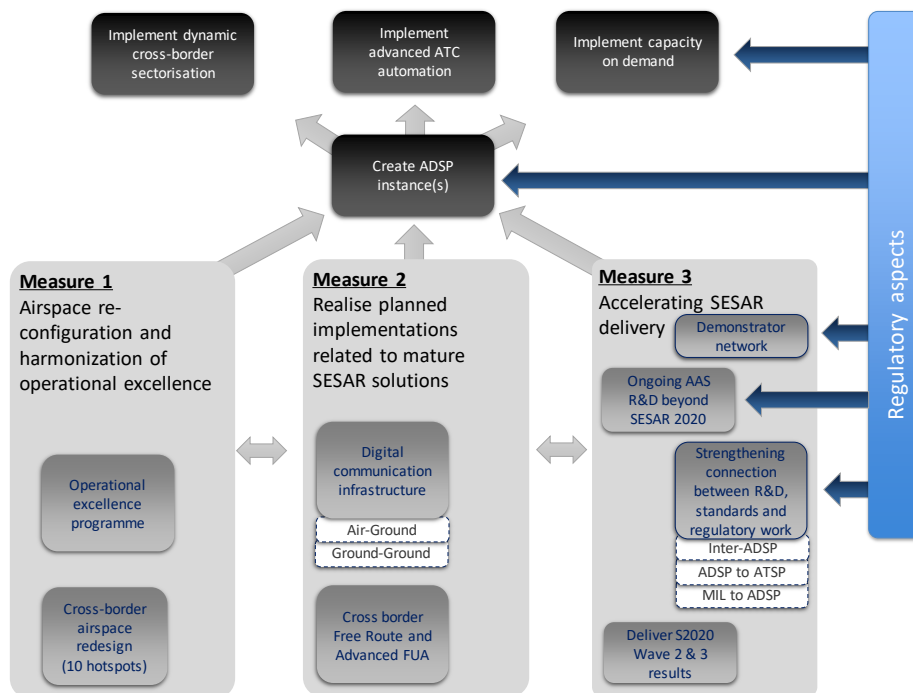 Implement dynamic
cross-border
sectorisation
Implement
advanced ATC
automation
Implement capacity
on demand
Create ADSP
instance(s)
Regulatory aspects
Measure 1
Airspace re-
configuration and
harmonization of
operational excellence
Operational
excellence
programme
Cross-border
airspace
redesign
(10 hotspots)
Measure 2
Realise planned
implementations
related to mature
SESAR solutions
Digital
communication
infrastructure
Air-Ground
Ground-Ground
Cross border
Free Route and
Advanced FUA
Measure 3
Accelerating SESAR
delivery
Demonstrator
network
Ongoing AAS
R&D beyond
SESAR 2020
Strengthening
connection
between R&D,
standards and
regulatory work
Inter-ADSP
ADSP to ATSP
MIL to ADSP
Deliver S2020
Wave 2 & 3
results